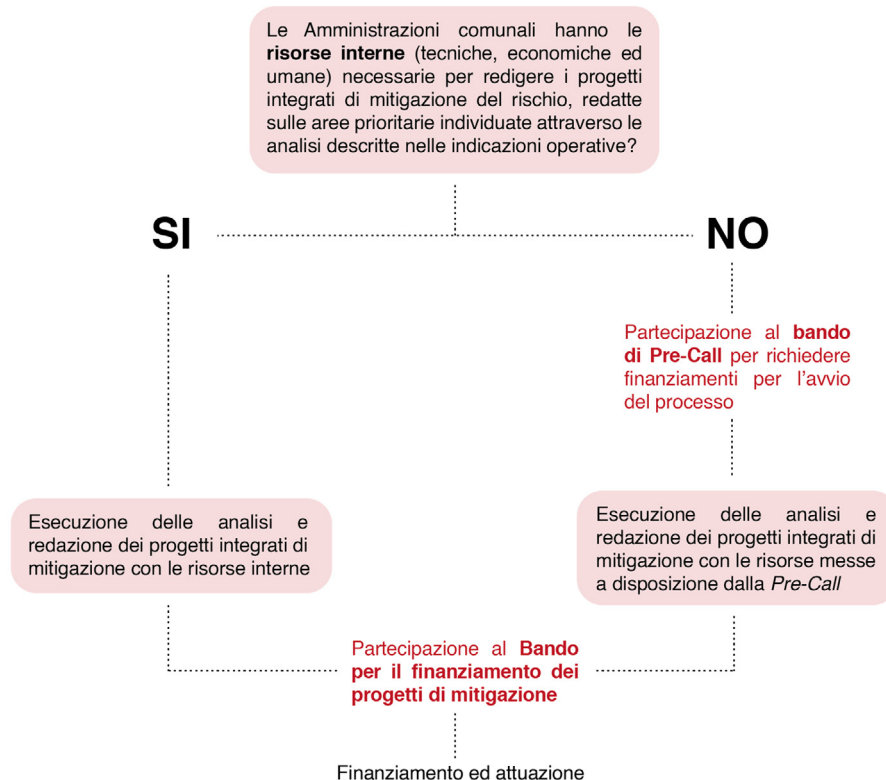 Le Amministrazioni comunali hanno le
risorse interne (tecniche, economiche ed
umane) necessarie per redigere i progetti
integrati di mitigazione del rischio, redatte
sulle aree prioritarie individuate attraverso le
analisi descritte nelle indicazioni operative?
SI
NO
Partecipazione al bando
di Pre-Call per richiedere
finanziamenti per l'avvio
del processo
Esecuzione delle analisi e
redazione dei progetti integrati di
mitigazione con le risorse interne
Esecuzione delle analisi e
redazione dei progetti integrati di
mitigazione con le risorse messe
a disposizione dalla Pre-Call
Partecipazione al Bando
per il finanziamento dei
progetti di mitigazione
Finanziamento ed attuazione